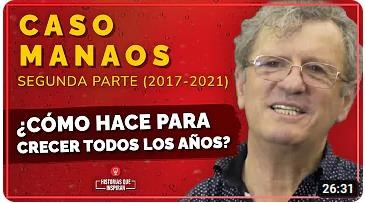 CASO
MANAOS
SEGUNDA PARTE (2017-2021)
¿CÓMO HACE PARA
CRECER TODOS LOS AÑOS?
HISTORIAS QUE
INSPIRAN
26:31